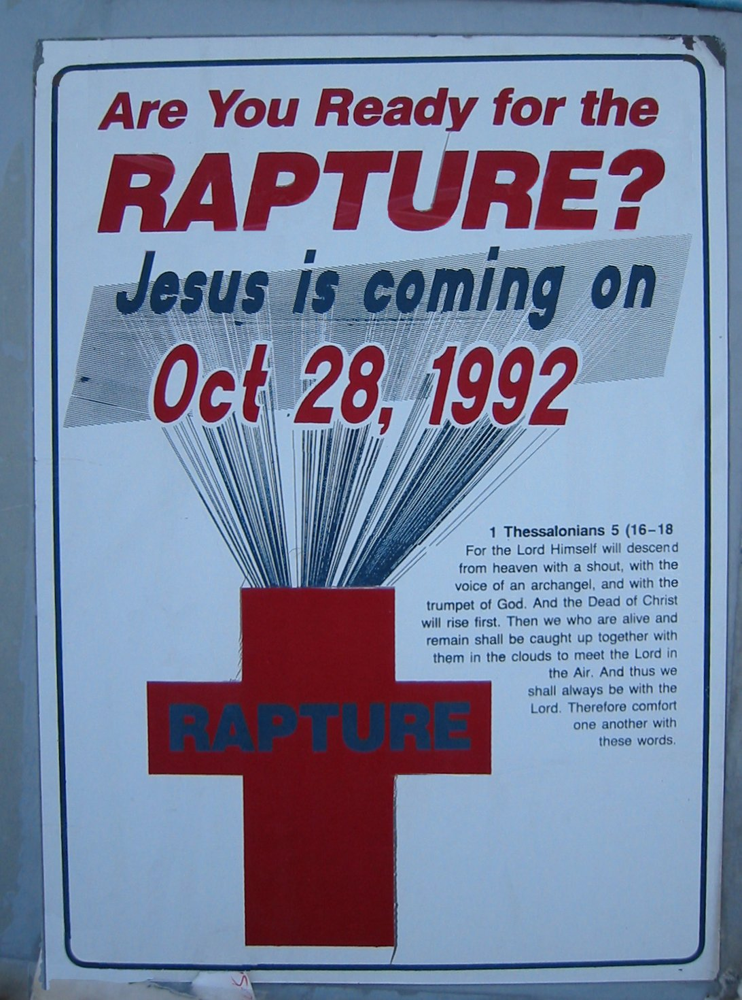 Are You Ready for the
RAPTURE?
Jesus is coming on
Oct 28, 1992
1 Thessalonians 5 (16–18
For the Lord Himself will descend
from heaven with a shout, with the
voice of an archangel, and with the
trumpet of God. And the Dead of Christ
will rise first. Then we who are alive and
remain shall be caught up together with
them in the clouds to meet the Lord in
the Air. And thus we
shall always be with the
Lord. Therefore comfort
one another with
these words.
RAPTURE